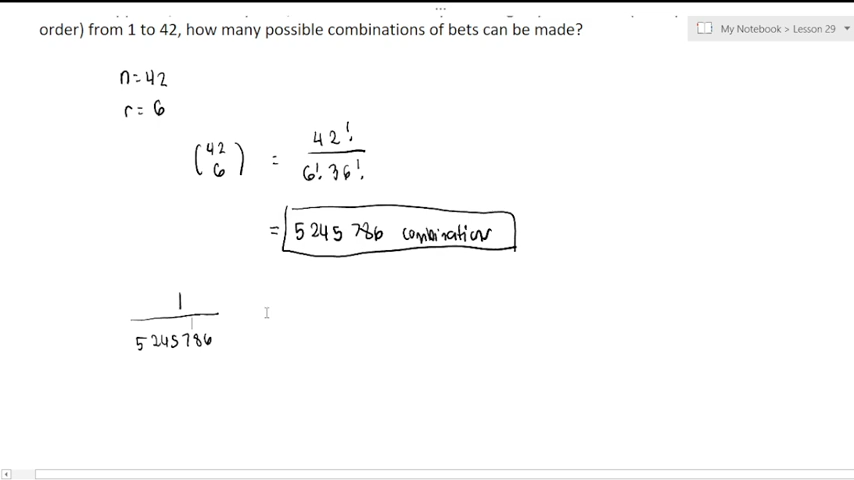 order) from 1 to 42, how many possible combinations of bets can be made?
My Notebook > Lesson 29
n=42
r = 6
(42
6) = 42!
6! 36!
= 5 245 786 combinations
1
5 245 786